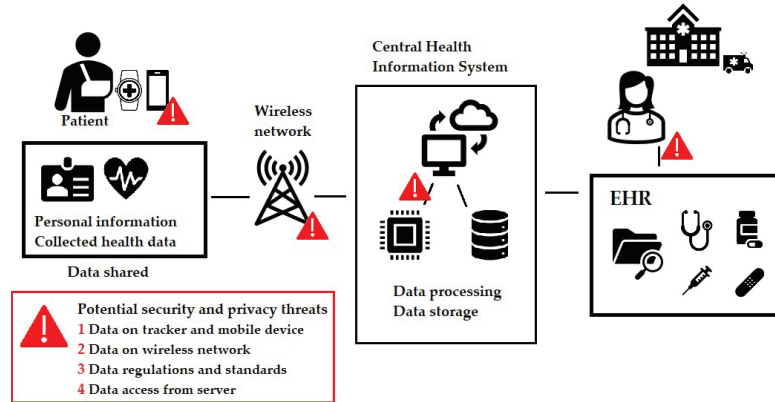 Patient
Personal information
Collected health data
Data shared
Wireless
network
Central Health
Information System
Data processing
Data storage
EHR
Potential security and privacy threats
1 Data on tracker and mobile device
2 Data on wireless network
3 Data regulations and standards
4 Data access from server